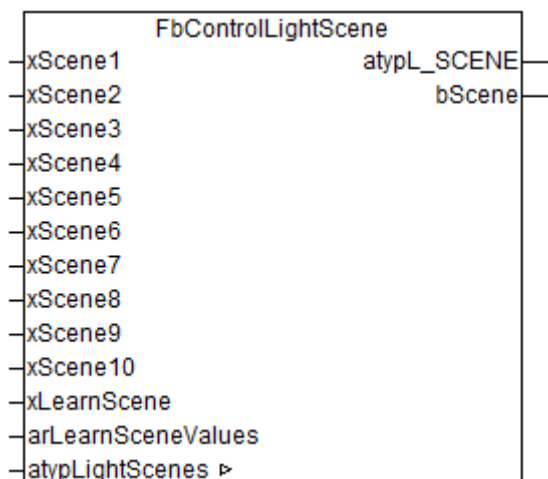 FbControlLightScene
xScene1 atypL_SCENE
xScene2 bScene
xScene3
xScene4
xScene5
xScene6
xScene7
xScene8
xScene9
xScene10
xLearnScene
arLearnSceneValues
atypLightScenes ▹